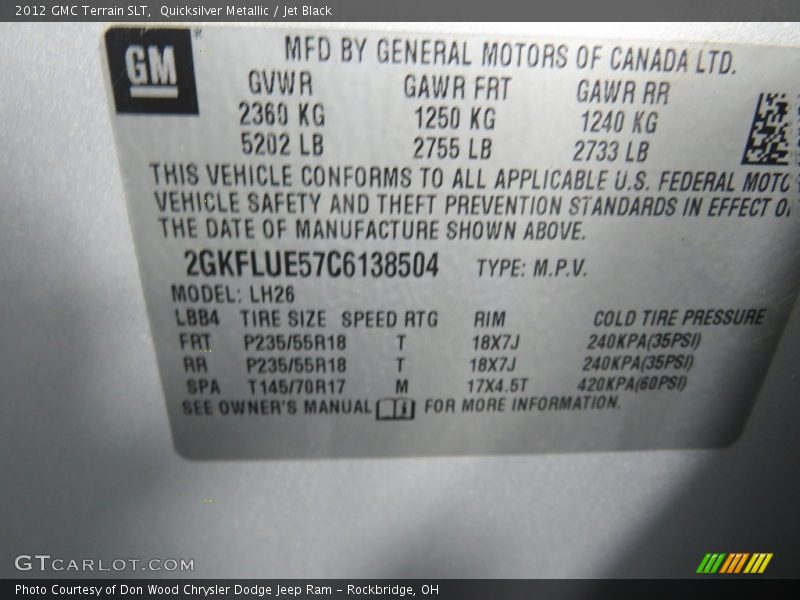 2012 GMC Terrain SLT, Quicksilver Metallic / Jet Black
GM
MFD BY GENERAL MOTORS OF CANADA LTD.
GVWR GAWR FRT GAWR RR
2360 KG 1250 KG 1240 KG
5202 LB 2755 LB 2733 LB
THIS VEHICLE CONFORMS TO ALL APPLICABLE U.S. FEDERAL MOTO
VEHICLE SAFETY AND THEFT PREVENTION STANDARDS IN EFFECT O
THE DATE OF MANUFACTURE SHOWN ABOVE.
2GKFLUE57C6138504 TYPE: M.P.V.
MODEL: LH26
LBB4 TIRE SIZE SPEED RTG RIM COLD TIRE PRESSURE
FRT P235/55R18 T 18X7J 240KPA(35PSI)
RR P235/55R18 T 18X7J 240KPA(35PSI)
SPA T145/70R17 M 17X4.5T 420KPA(60PSI)
SEE OWNER'S MANUAL FOR MORE INFORMATION.
GTCARLOT.COM
Photo Courtesy of Don Wood Chrysler Dodge Jeep Ram – Rockbridge, OH